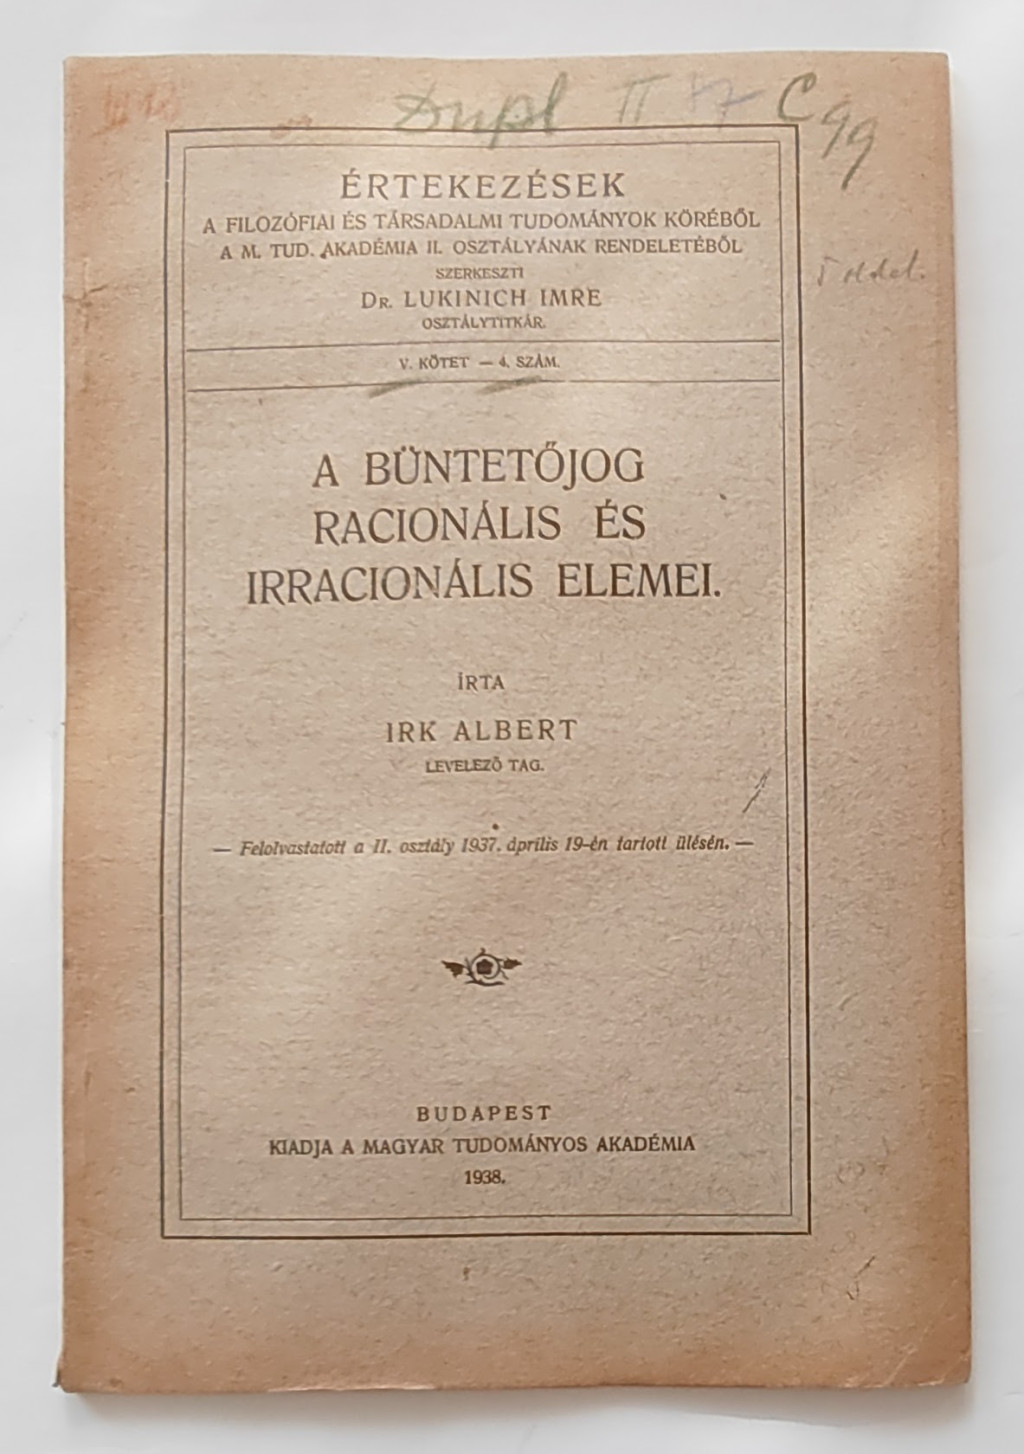 Dupl II 87 C 99
ÉRTEKEZÉSEK
A FILOZÓFIAI ÉS TÁRSADALMI TUDOMÁNYOK KÖRÉBŐL
A M. TUD. AKADÉMIA II. OSZTÁLYÁNAK RENDELETÉBŐL
SZERKESZTI
DR. LUKINICH IMRE
OSZTÁLYTITKÁR.
V. KÖTET — 4. SZÁM.
A BÜNTETŐJOG
RACIONÁLIS ÉS
IRRACIONÁLIS ELEMEI.
ÍRTA
IRK ALBERT
LEVELEZŐ TAG.
— Felolvastatott a II. osztály 1937. április 19-én tartott ülésén. —
BUDAPEST
KIADJA A MAGYAR TUDOMÁNYOS AKADÉMIA
1938.